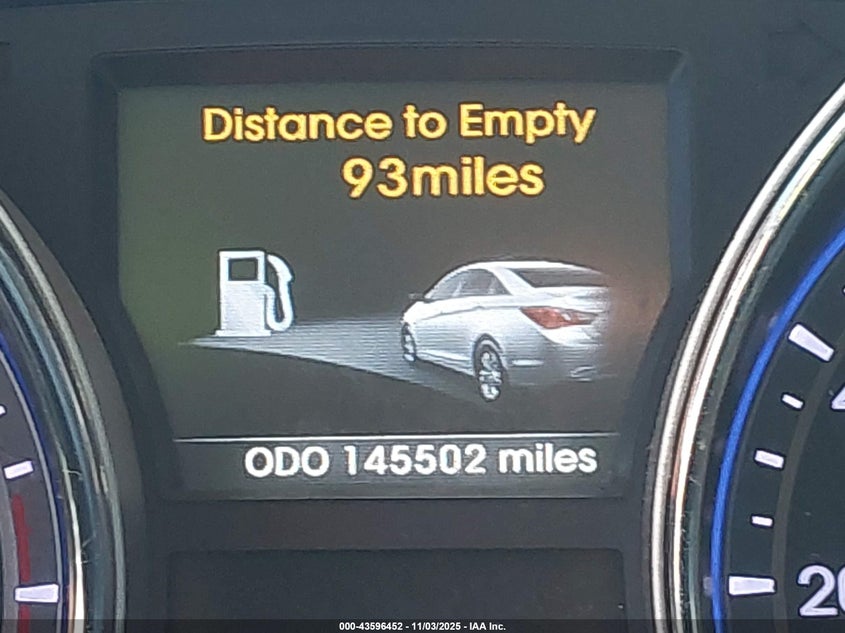 Distance to Empty
93miles
ODO 145502 miles
20
000-43596452 - 11/03/2025 - IAA Inc.